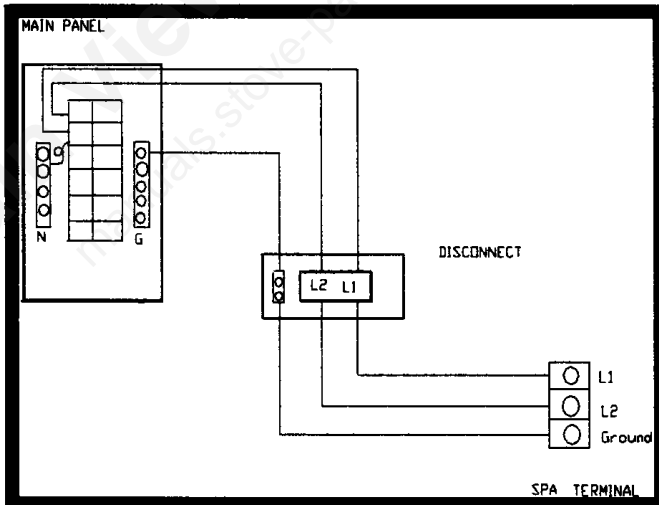 MAIN PANEL
N
G
DISCONNECT
L2 L1
L1
L2
Ground
SPA TERMINAL